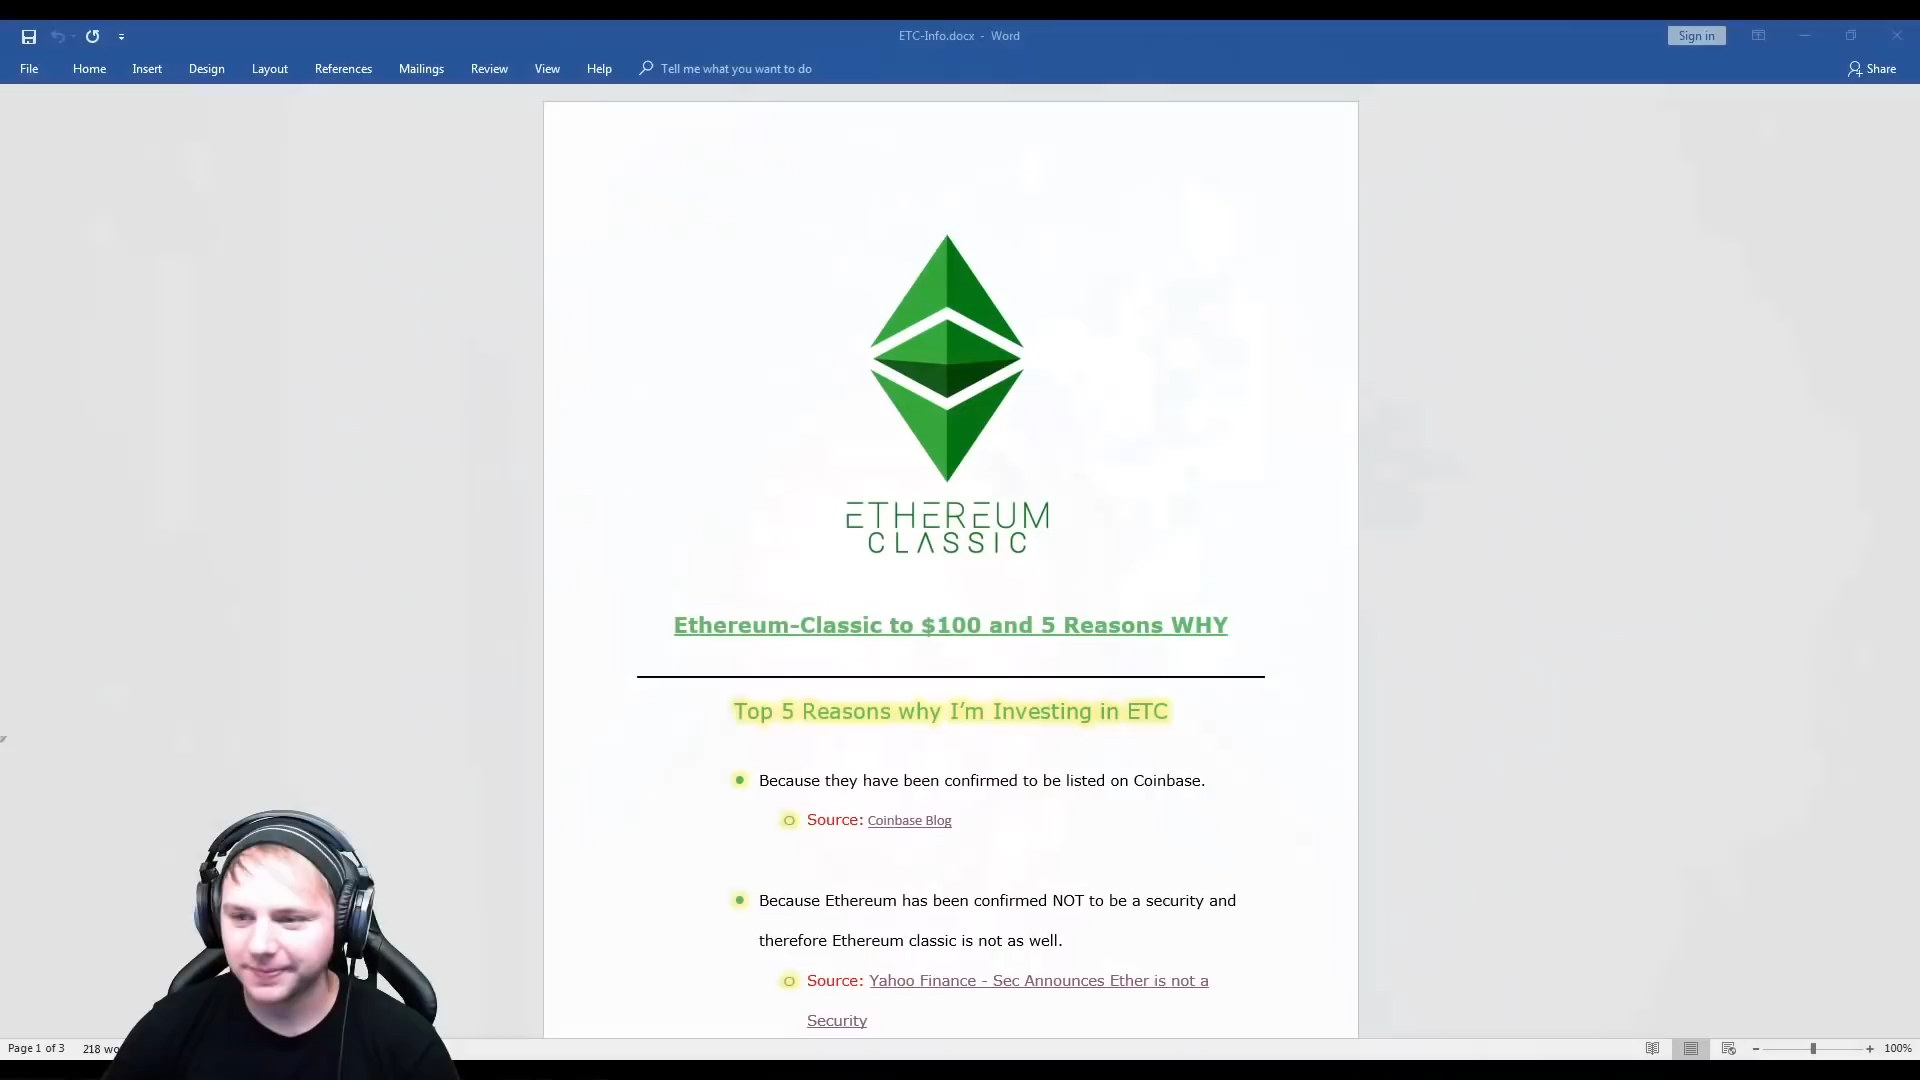 ETC-Info.docx - Word
Sign in
File Home Insert Design Layout References Mailings Review View Help Tell me what you want to do Share
ETHEREUM
CLASSIC
Ethereum-Classic to $100 and 5 Reasons WHY
Top 5 Reasons why I’m Investing in ETC
Because they have been confirmed to be listed on Coinbase.
Source: Coinbase Blog
Because Ethereum has been confirmed NOT to be a security and
therefore Ethereum classic is not as well.
Source: Yahoo Finance - Sec Announces Ether is not a
Security
Page 1 of 3 218 100%